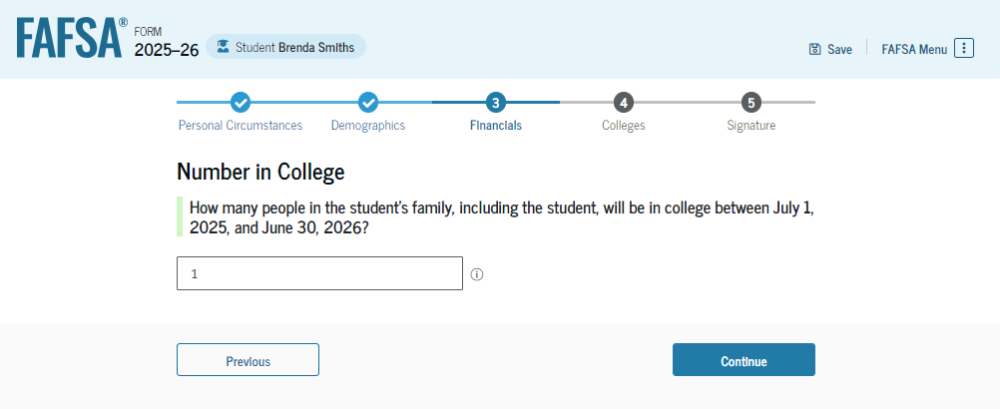 FAFSA® FORM
2025–26
Student Brenda Smiths
Save
FAFSA Menu
3
4
5
Personal Circumstances
Demographics
Financials
Colleges
Signature
Number in College
How many people in the student's family, including the student, will be in college between July 1,
2025, and June 30, 2026?
1
Previous
Continue